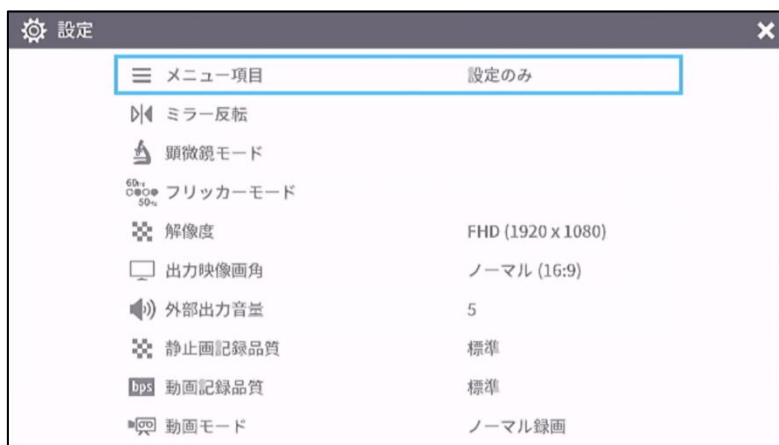 設定
メニュー項目 設定のみ
ミラー反転
顕微鏡モード
60Hz
50Hz フリッカーモード
解像度 FHD (1920 x 1080)
出力映像画角 ノーマル (16:9)
外部出力音量 5
静止画記録品質 標準
bps 動画記録品質 標準
動画モード ノーマル録画